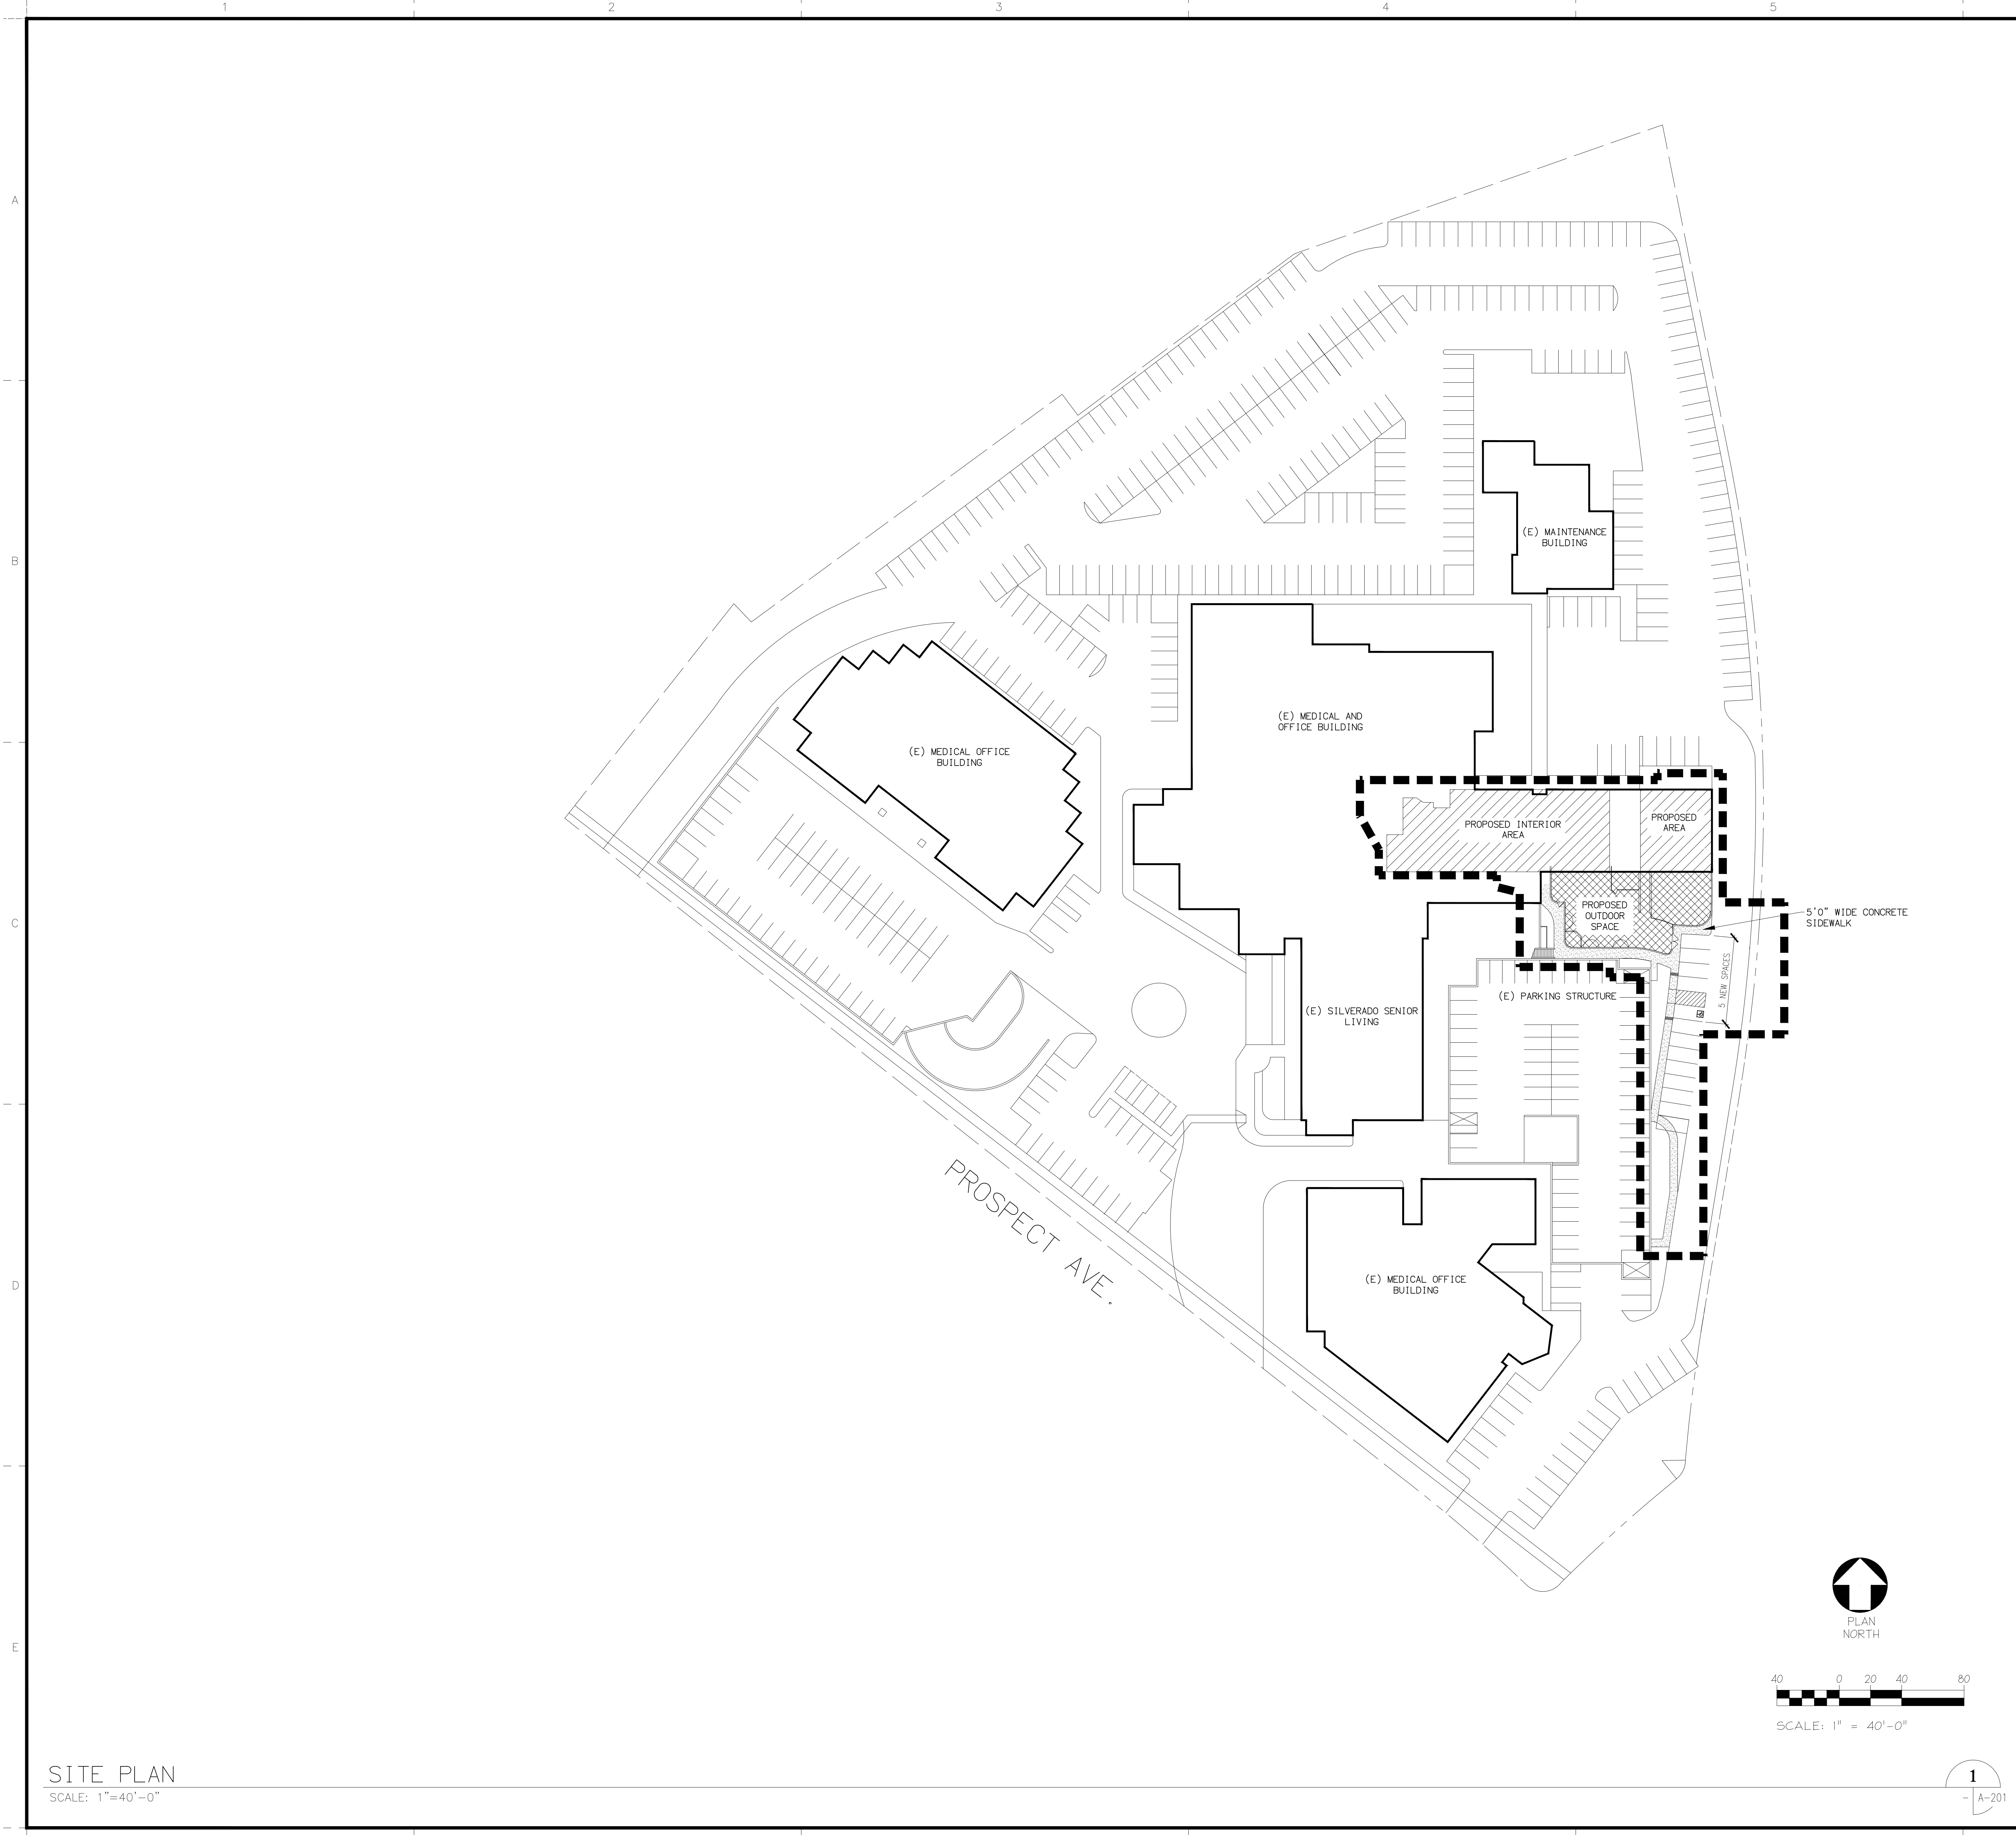 1 2 3 4 5
A
B
C
D
E
(E) MAINTENANCE
BUILDING
(E) MEDICAL AND
OFFICE BUILDING
(E) MEDICAL OFFICE
BUILDING
PROPOSED INTERIOR
AREA
PROPOSED
AREA
PROPOSED
OUTDOOR
SPACE
5'0" WIDE CONCRETE
SIDEWALK
5 NEW SPACES
(E) PARKING STRUCTURE
(E) SILVERADO SENIOR
LIVING
PROSPECT AVE.
(E) MEDICAL OFFICE
BUILDING
PLAN
NORTH
40 0 20 40 80
SCALE: 1" = 40'-0"
SITE PLAN
SCALE: 1"=40'-0"
1
- A-201